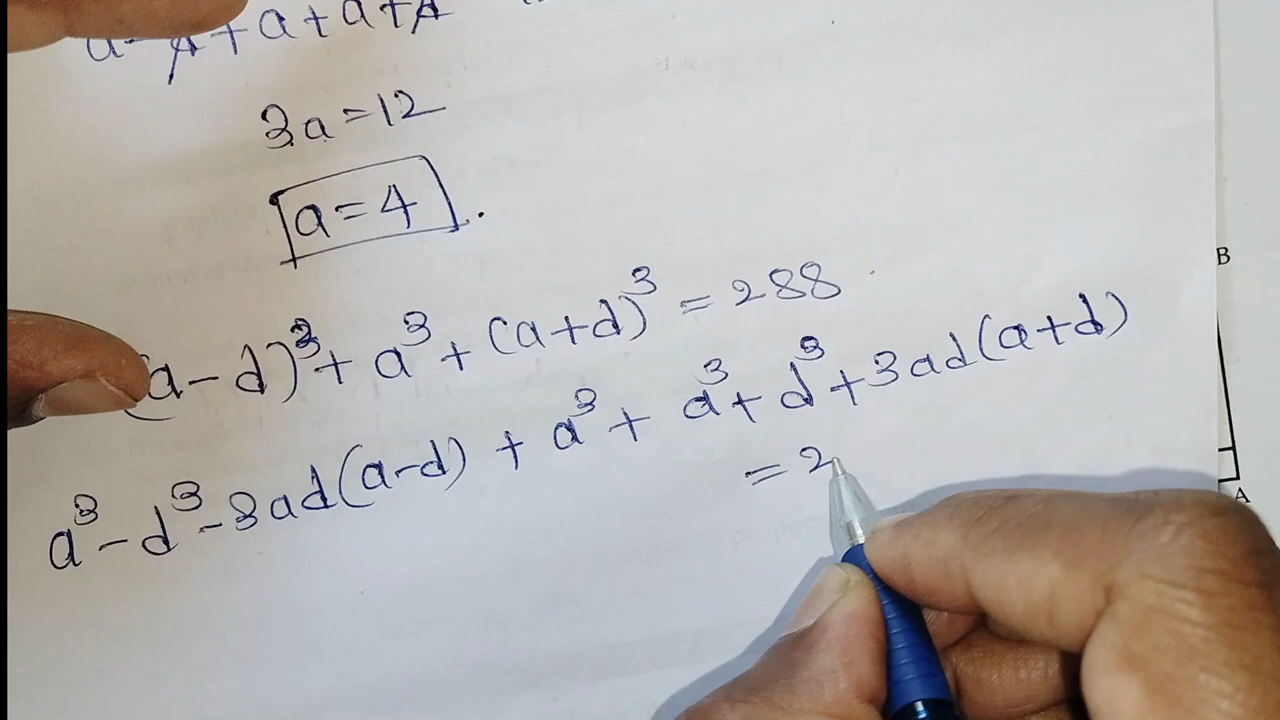 a - d + a + a + d
3a = 12
a = 4.
(a-d)³ + a³ + (a+d)³ = 288
a³ - d³ - 3ad(a-d) + a³ + a³ + d³ + 3ad(a+d)
= 2
B
A